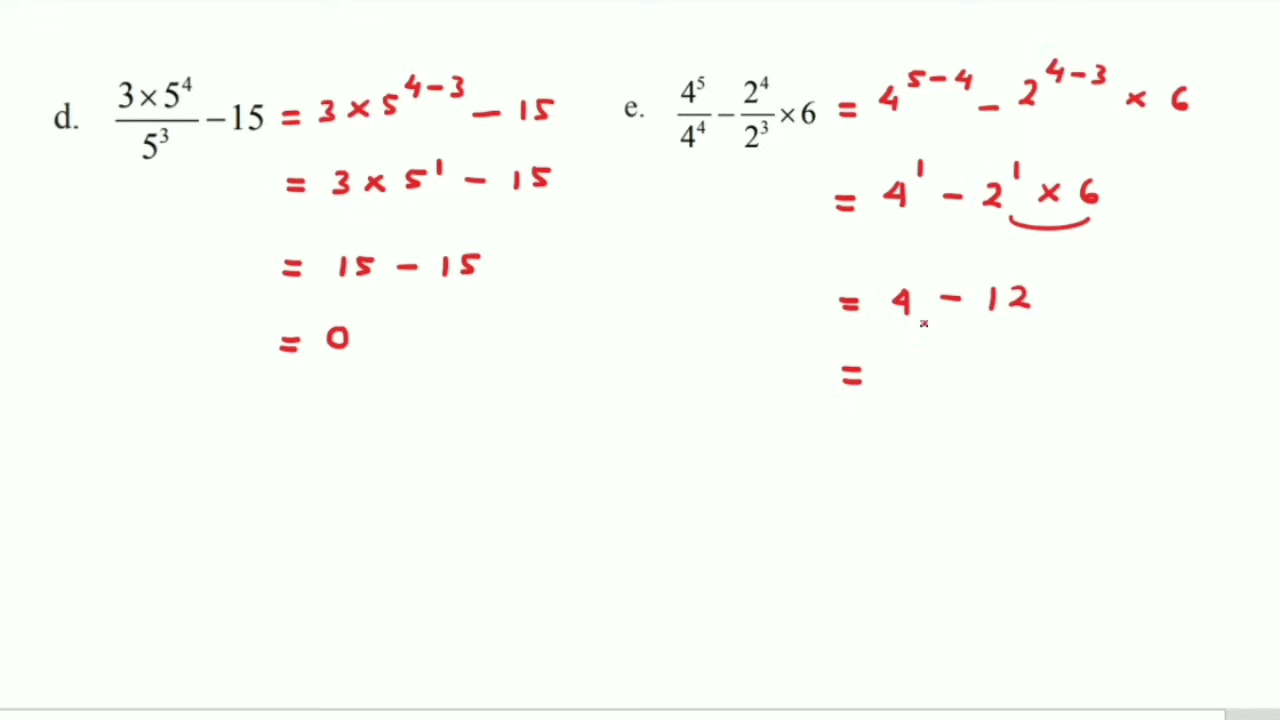 d. (3×5⁴)/5³ −15 = 3 × 5⁴⁻³ − 15
= 3 × 5¹ − 15
= 15 − 15
= 0
e. 4⁵/4⁴ − 2⁴/2³ ×6 = 4⁵⁻⁴ − 2⁴⁻³ × 6
= 4¹ − 2¹ × 6
= 4 − 12
=